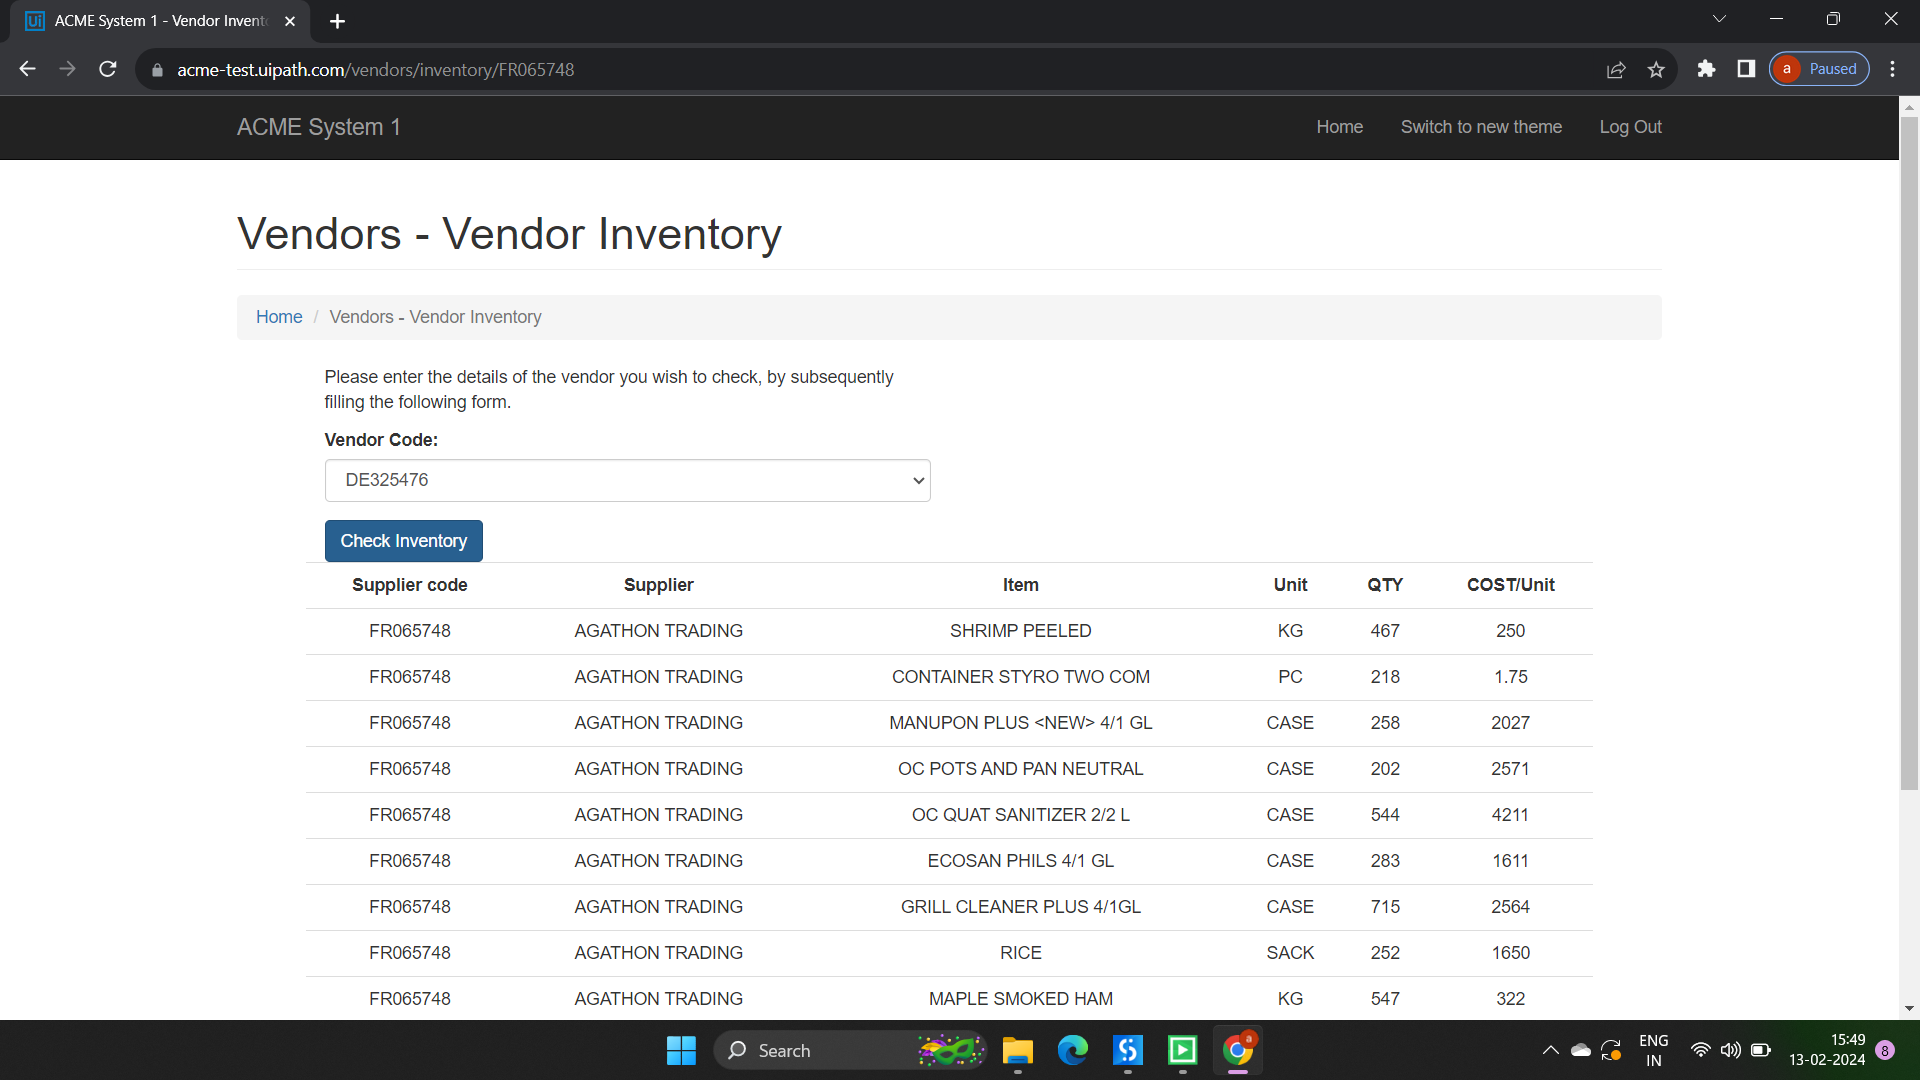 ACME System 1 - Vendor Invent
acme-test.uipath.com/vendors/inventory/FR065748
a Paused
ACME System 1
Home Switch to new theme Log Out
Vendors - Vendor Inventory
Home / Vendors - Vendor Inventory
Please enter the details of the vendor you wish to check, by subsequently
filling the following form.
Vendor Code:
DE325476
Check Inventory
Supplier code Supplier Item Unit QTY COST/Unit
FR065748 AGATHON TRADING SHRIMP PEELED KG 467 250
FR065748 AGATHON TRADING CONTAINER STYRO TWO COM PC 218 1.75
FR065748 AGATHON TRADING MANUPON PLUS <NEW> 4/1 GL CASE 258 2027
FR065748 AGATHON TRADING OC POTS AND PAN NEUTRAL CASE 202 2571
FR065748 AGATHON TRADING OC QUAT SANITIZER 2/2 L CASE 544 4211
FR065748 AGATHON TRADING ECOSAN PHILS 4/1 GL CASE 283 1611
FR065748 AGATHON TRADING GRILL CLEANER PLUS 4/1GL CASE 715 2564
FR065748 AGATHON TRADING RICE SACK 252 1650
FR065748 AGATHON TRADING MAPLE SMOKED HAM KG 547 322
Search
ENG
IN
15:49
13-02-2024
8